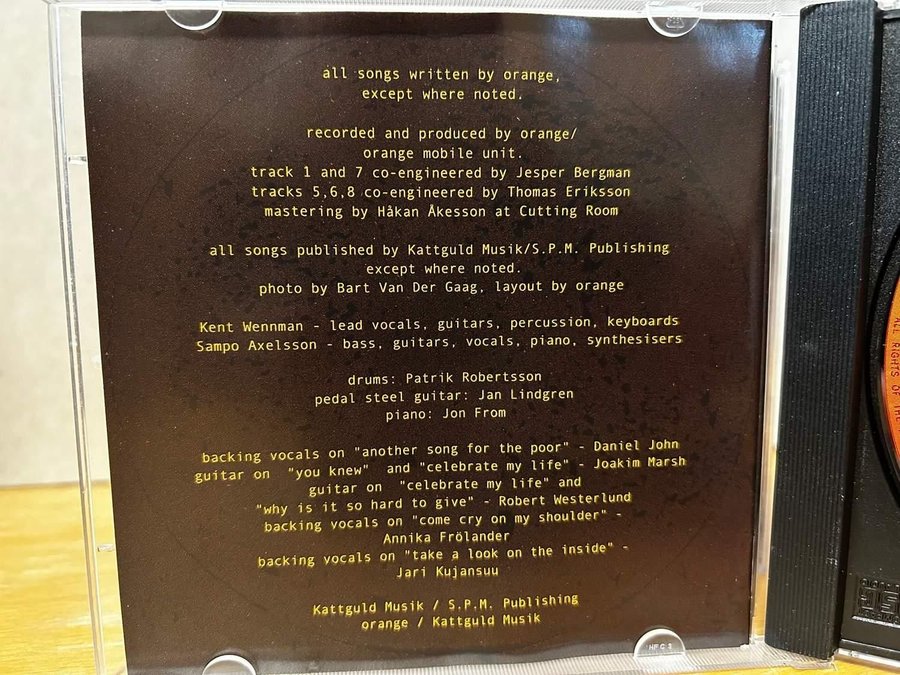 all songs written by orange,
except where noted.
recorded and produced by orange/
orange mobile unit.
track 1 and 7 co-engineered by Jesper Bergman
tracks 5,6,8 co-engineered by Thomas Eriksson
mastering by Håkan Åkesson at Cutting Room
all songs published by Kattguld Musik/S.P.M. Publishing
except where noted.
photo by Bart Van Der Gaag, layout by orange
Kent Wennman - lead vocals, guitars, percussion, keyboards
Sampo Axelsson - bass, guitars, vocals, piano, synthesisers
drums: Patrik Robertsson
pedal steel guitar: Jan Lindgren
piano: Jon From
backing vocals on "another song for the poor" - Daniel John
guitar on "you knew" and "celebrate my life" - Joakim Marsh
guitar on "celebrate my life" and
"why is it so hard to give" - Robert Westerlund
backing vocals on "come cry on my shoulder" -
Annika Frölander
backing vocals on "take a look on the inside" -
Jari Kujansuu
Kattguld Musik / S.P.M. Publishing
orange / Kattguld Musik
ALL RIGHTS OF THE